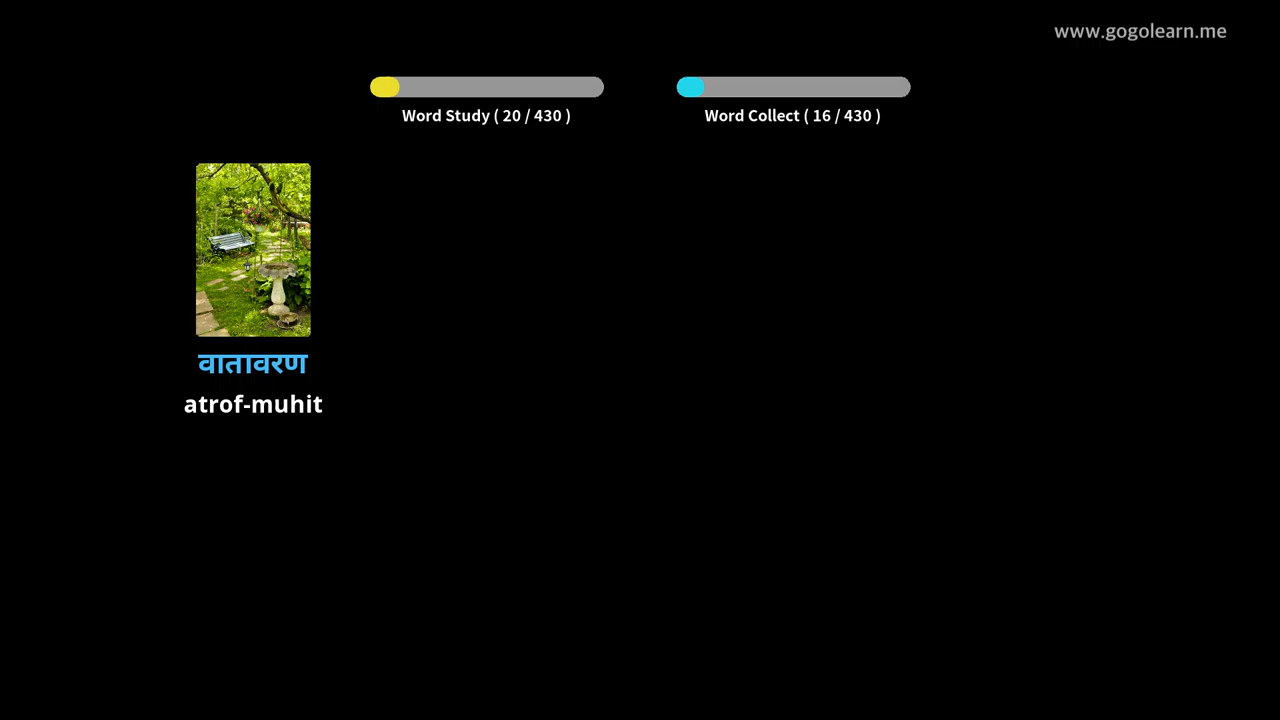 www.gogolearn.me
Word Study ( 20 / 430 )
Word Collect ( 16 / 430 )
वातावरण
atrof-muhit